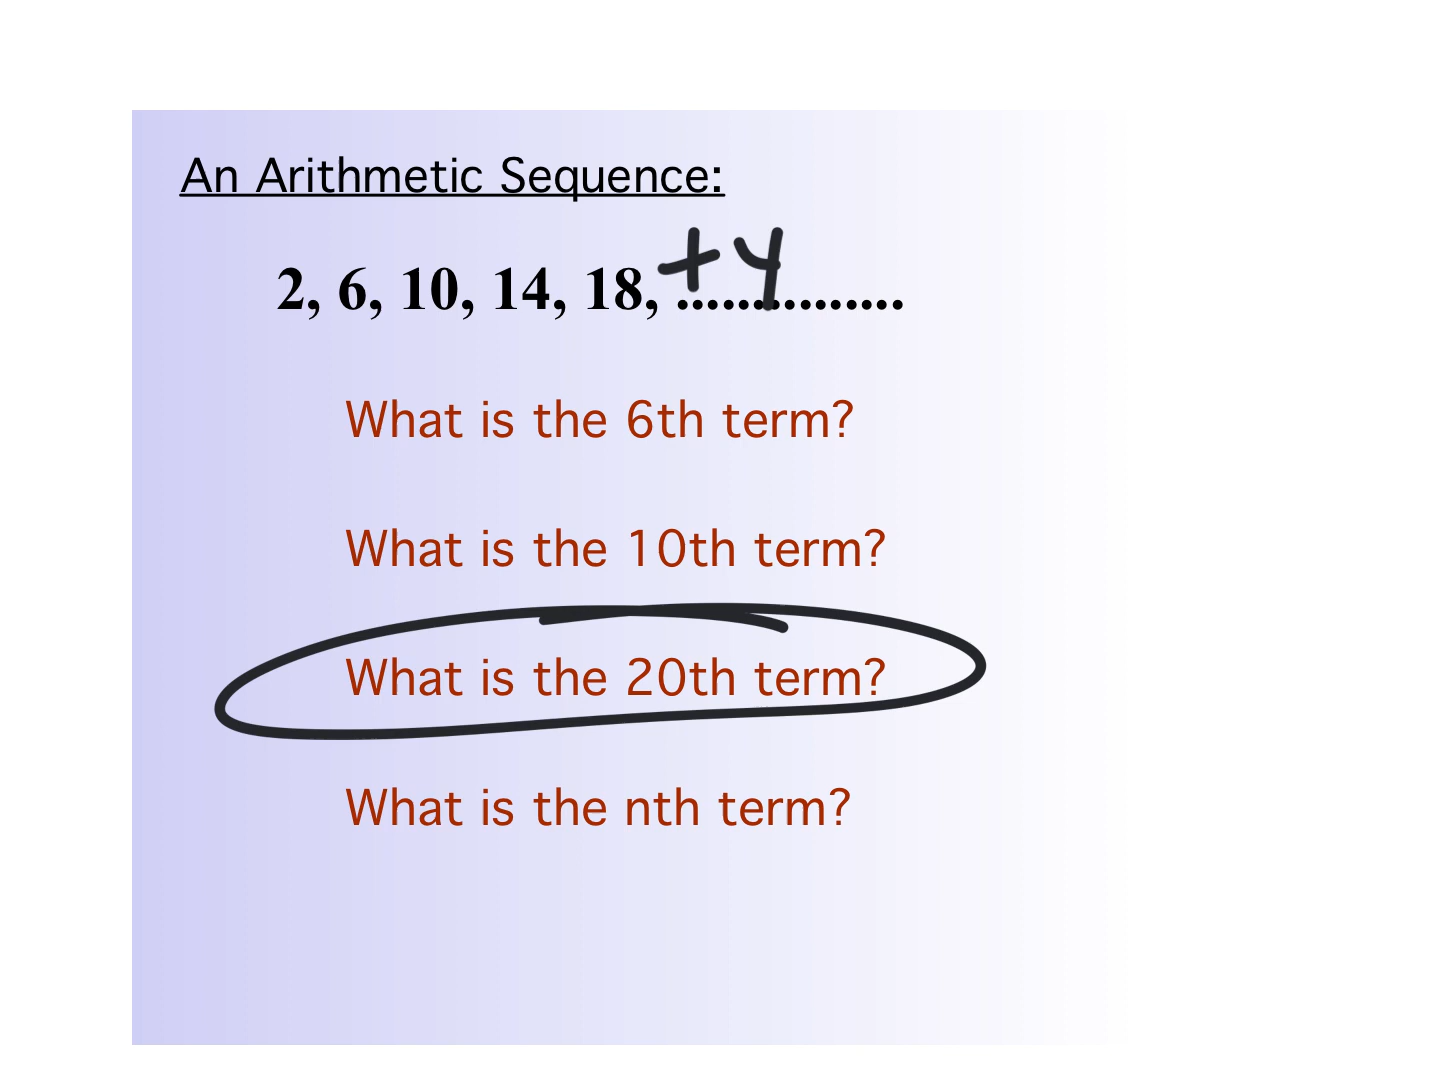 An Arithmetic Sequence:
+4
2, 6, 10, 14, 18, ...............
What is the 6th term?
What is the 10th term?
What is the 20th term?
What is the nth term?